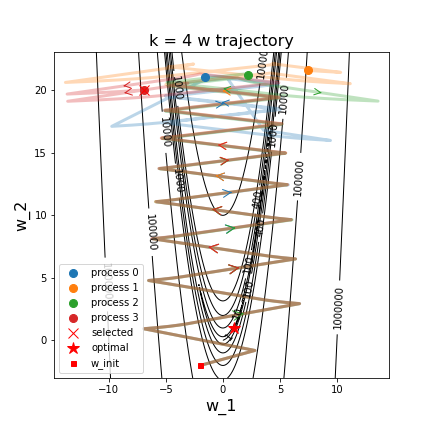 k = 4 w trajectory
w_2
20
15
10
5
0
−10
−5
0
5
10
w_1
process 0
process 1
process 2
process 3
selected
optimal
w_init
1000
10000
10000
10000
1000
1000
100000
100000
100000
1000000
100